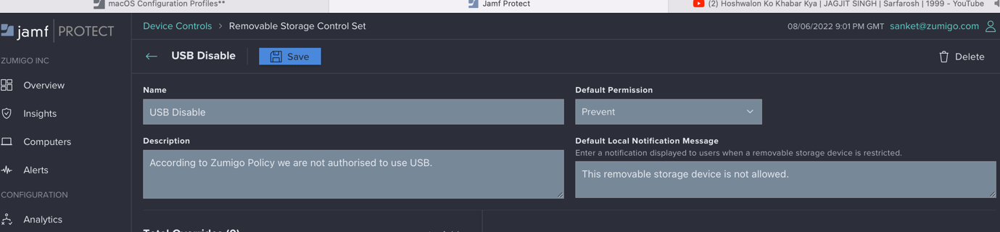 macOS Configuration Profiles**
Jamf Protect
(2) Hoshwalon Ko Khabar Kya | JAGJIT SINGH | Sarfarosh | 1999 - YouTube
jamf PROTECT
Device Controls > Removable Storage Control Set
08/06/2022 9:01 PM GMT sanket@zumigo.com
USB Disable
Save
Delete
ZUMIGO INC
Overview
Insights
Computers
Alerts
CONFIGURATION
Analytics
Name
USB Disable
Default Permission
Prevent
Description
According to Zumigo Policy we are not authorised to use USB.
Default Local Notification Message
Enter a notification displayed to users when a removable storage device is restricted.
This removable storage device is not allowed.
Total Overrides (0)